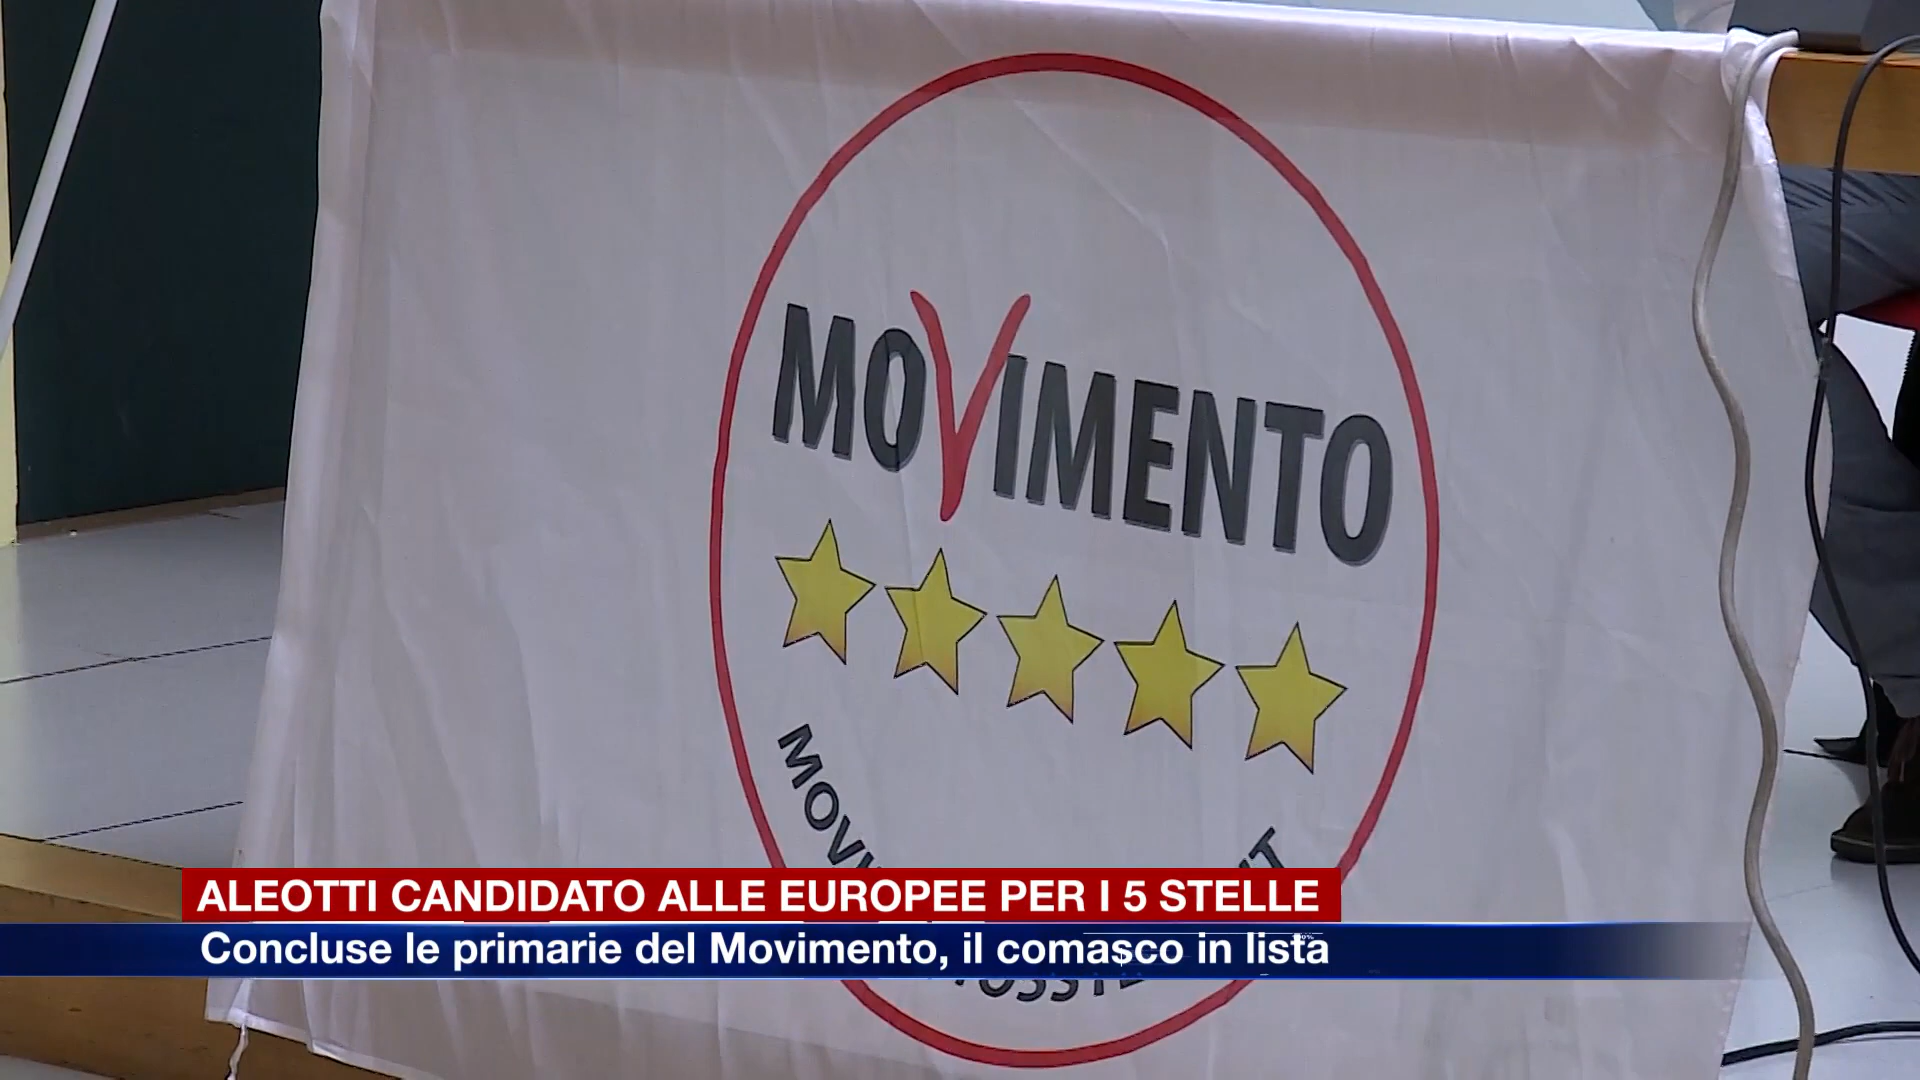 MOVIMENTO
ALEOTTI CANDIDATO ALLE EUROPEE PER I 5 STELLE
Concluse le primarie del Movimento, il comasco in lista